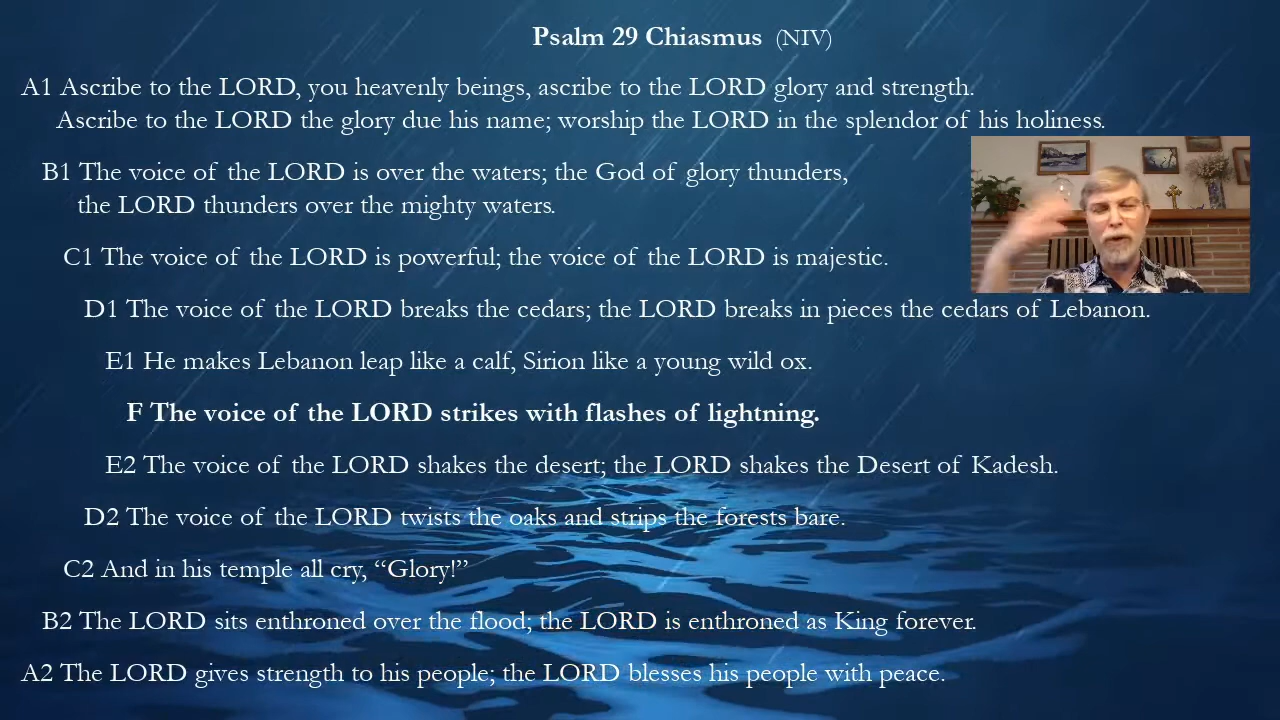 Psalm 29 Chiasmus (NIV)
A1 Ascribe to the LORD, you heavenly beings, ascribe to the LORD glory and strength.
Ascribe to the LORD the glory due his name; worship the LORD in the splendor of his holiness.
B1 The voice of the LORD is over the waters; the God of glory thunders,
the LORD thunders over the mighty waters.
C1 The voice of the LORD is powerful; the voice of the LORD is majestic.
D1 The voice of the LORD breaks the cedars; the LORD breaks in pieces the cedars of Lebanon.
E1 He makes Lebanon leap like a calf, Sirion like a young wild ox.
F The voice of the LORD strikes with flashes of lightning.
E2 The voice of the LORD shakes the desert; the LORD shakes the Desert of Kadesh.
D2 The voice of the LORD twists the oaks and strips the forests bare.
C2 And in his temple all cry, “Glory!”
B2 The LORD sits enthroned over the flood; the LORD is enthroned as King forever.
A2 The LORD gives strength to his people; the LORD blesses his people with peace.